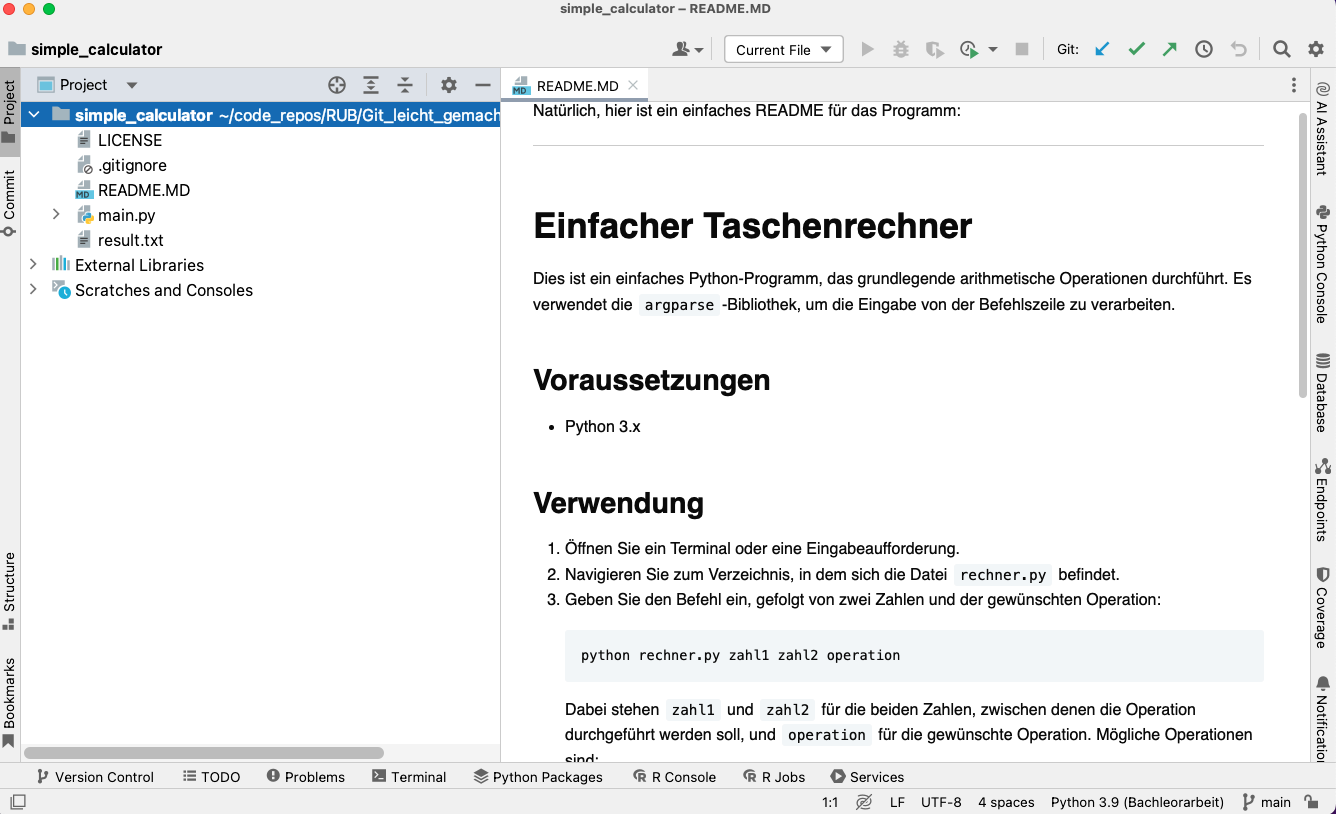 simple_calculator – README.MD
simple_calculator
Current File
Git:
Project
README.MD
simple_calculator ~/code_repos/RUB/Git_leicht_gemach
LICENSE
.gitignore
README.MD
main.py
result.txt
External Libraries
Scratches and Consoles
Project
Commit
Structure
Bookmarks
Natürlich, hier ist ein einfaches README für das Programm:
Einfacher Taschenrechner
Dies ist ein einfaches Python-Programm, das grundlegende arithmetische Operationen durchführt. Es
verwendet die argparse -Bibliothek, um die Eingabe von der Befehlszeile zu verarbeiten.
Voraussetzungen
• Python 3.x
Verwendung
1. Öffnen Sie ein Terminal oder eine Eingabeaufforderung.
2. Navigieren Sie zum Verzeichnis, in dem sich die Datei rechner.py befindet.
3. Geben Sie den Befehl ein, gefolgt von zwei Zahlen und der gewünschten Operation:
python rechner.py zahl1 zahl2 operation
Dabei stehen zahl1 und zahl2 für die beiden Zahlen, zwischen denen die Operation
durchgeführt werden soll, und operation für die gewünschte Operation. Mögliche Operationen
sind:
AI Assistant
Python Console
Database
Endpoints
Coverage
Notification
Version Control
TODO
Problems
Terminal
Python Packages
R Console
R Jobs
Services
1:1
LF
UTF-8
4 spaces
Python 3.9 (Bachleorarbeit)
main